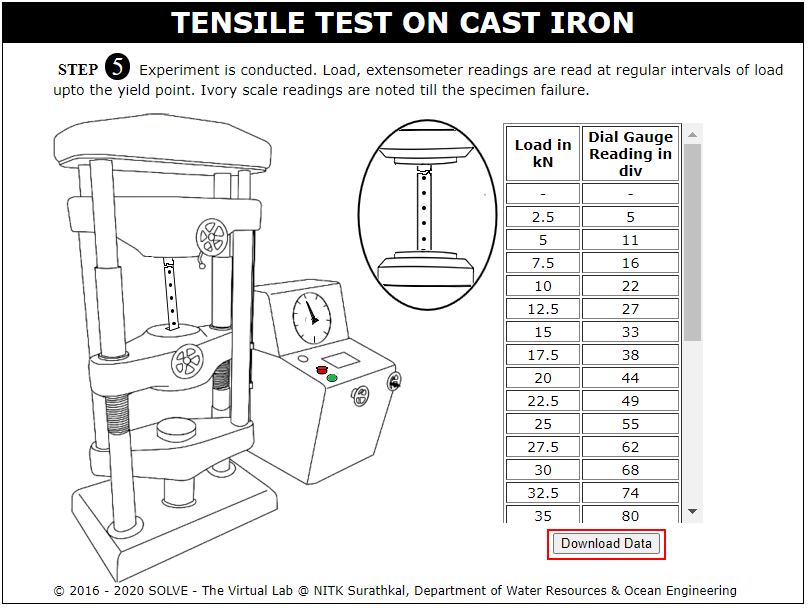 TENSILE TEST ON CAST IRON
STEP 5 Experiment is conducted. Load, extensometer readings are read at regular intervals of load
upto the yield point. Ivory scale readings are noted till the specimen failure.
Load in kN Dial Gauge Reading in div
- -
2.5 5
5 11
7.5 16
10 22
12.5 27
15 33
17.5 38
20 44
22.5 49
25 55
27.5 62
30 68
32.5 74
35 80
Download Data
© 2016 - 2020 SOLVE - The Virtual Lab @ NITK Surathkal, Department of Water Resources & Ocean Engineering